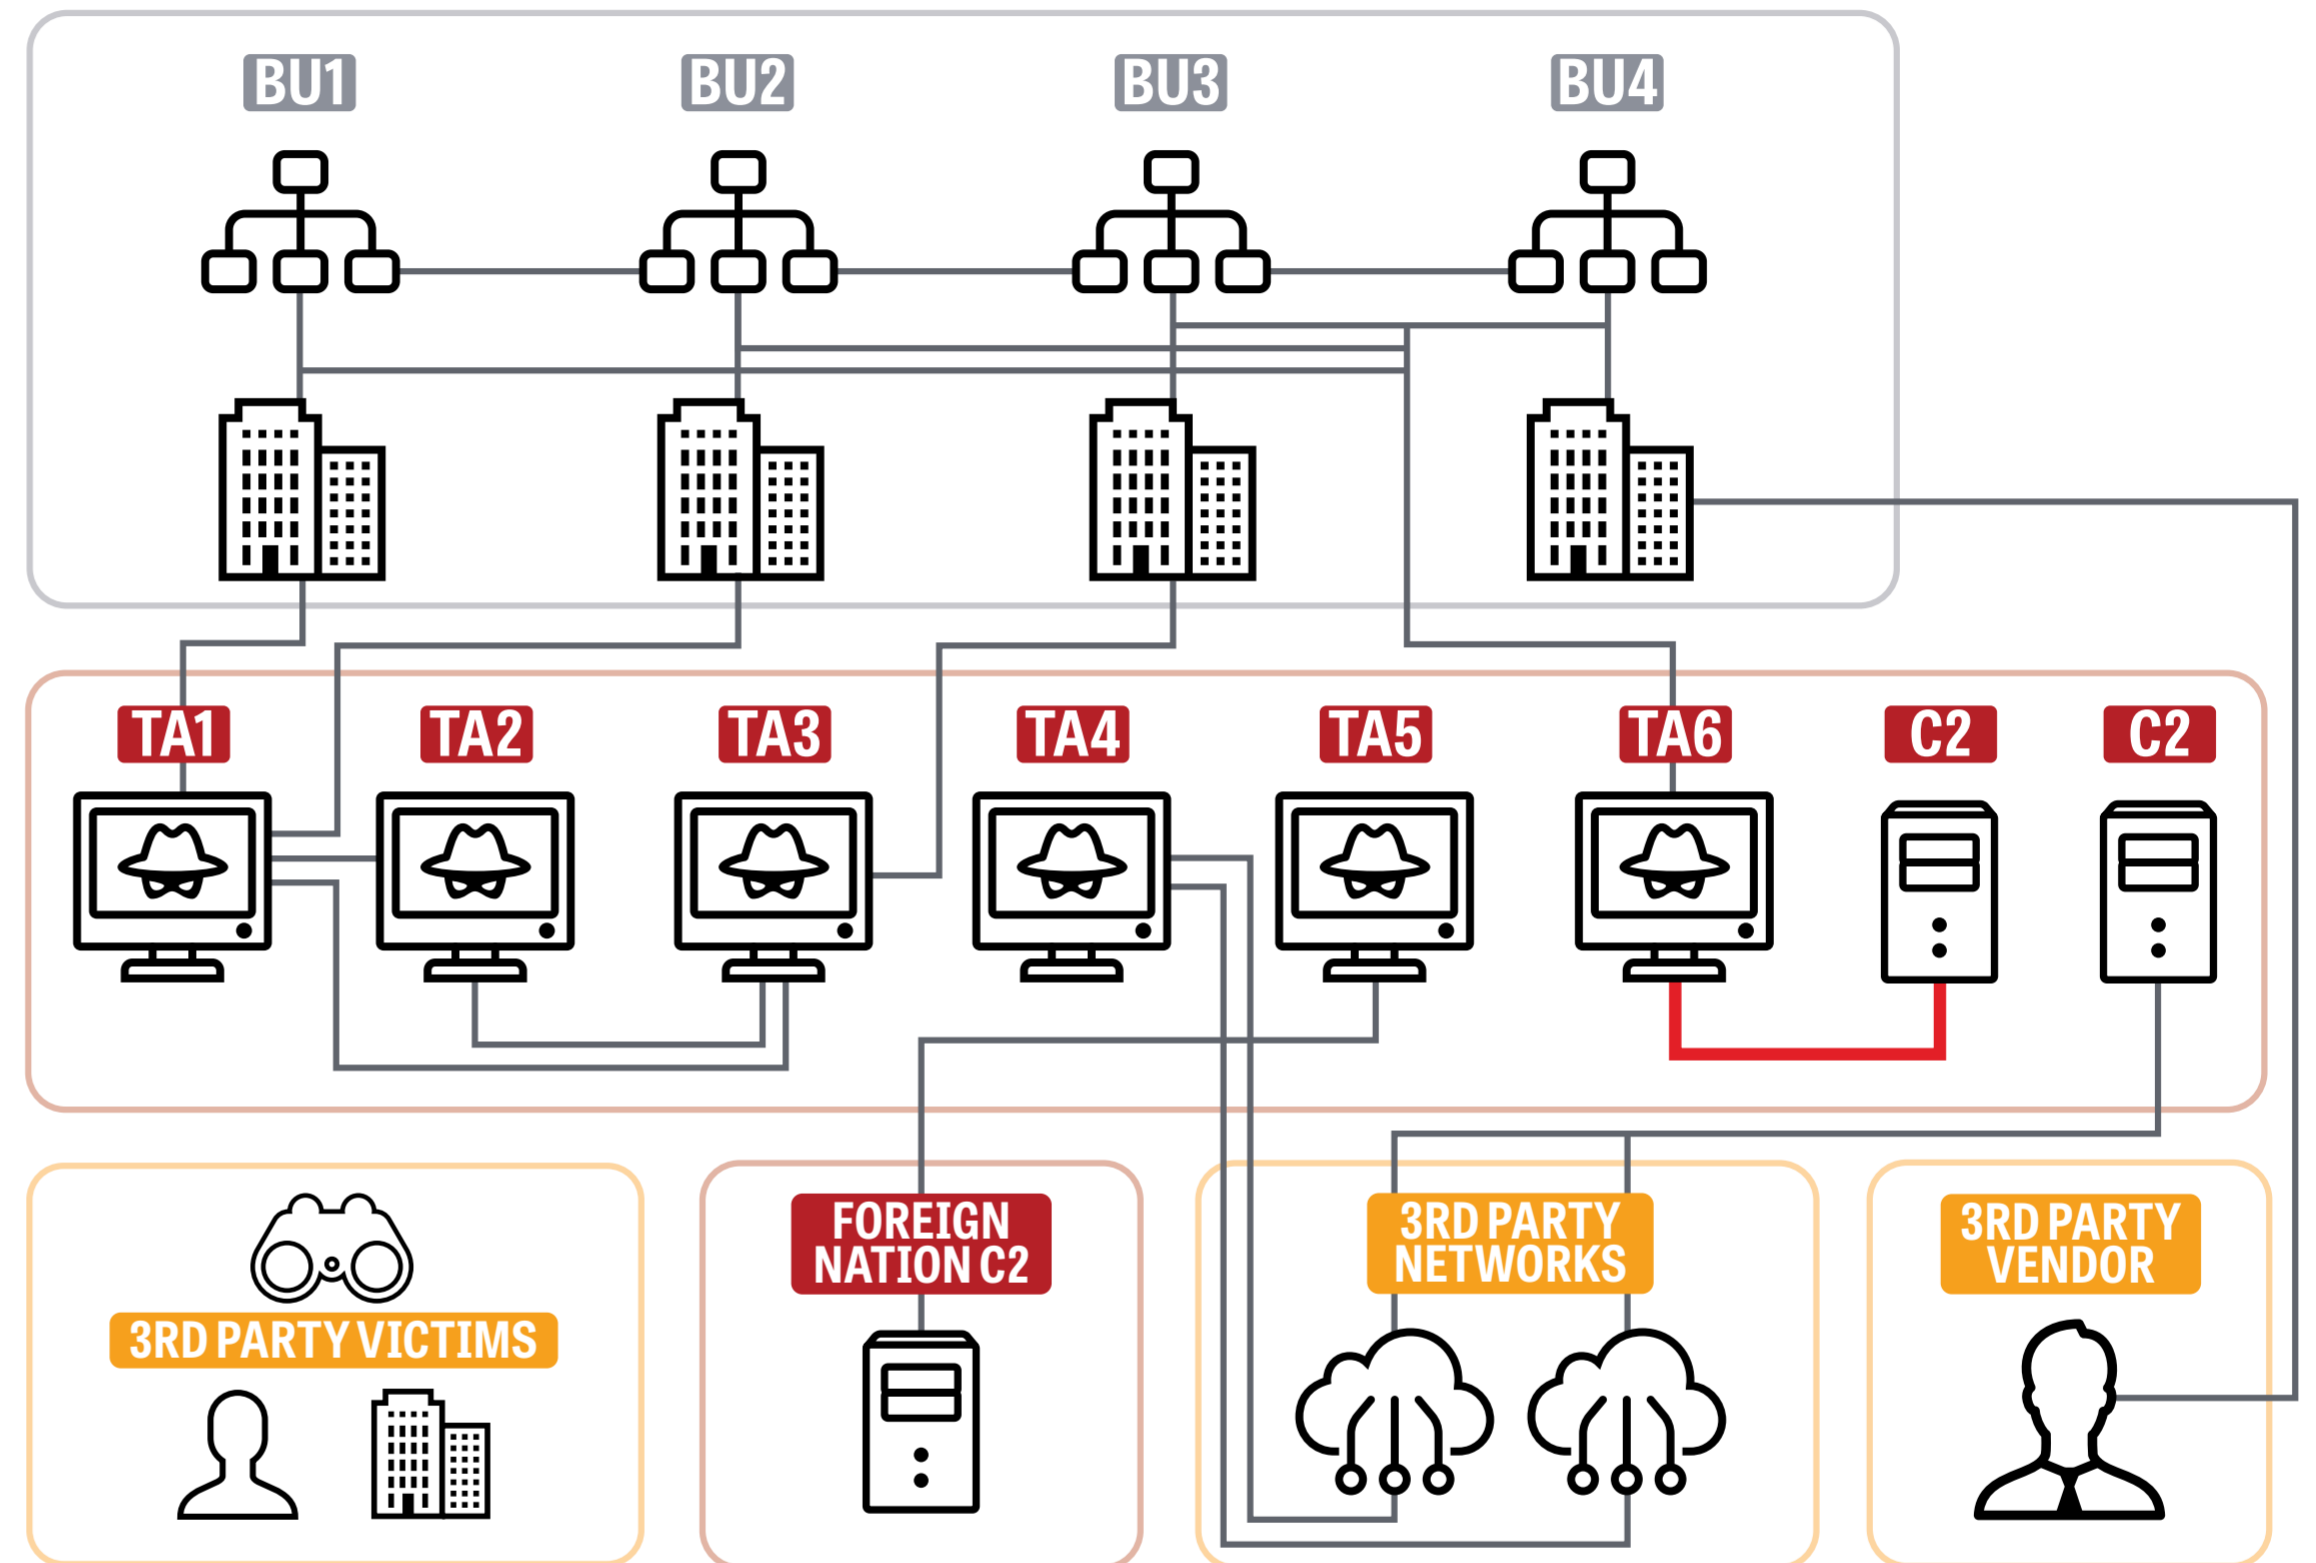 BU1
BU2
BU3
BU4
TA1
TA2
TA3
TA4
TA5
TA6
C2
C2
3RD PARTY VICTIMS
FOREIGN
NATION C2
3RD PARTY
NETWORKS
3RD PARTY
VENDOR